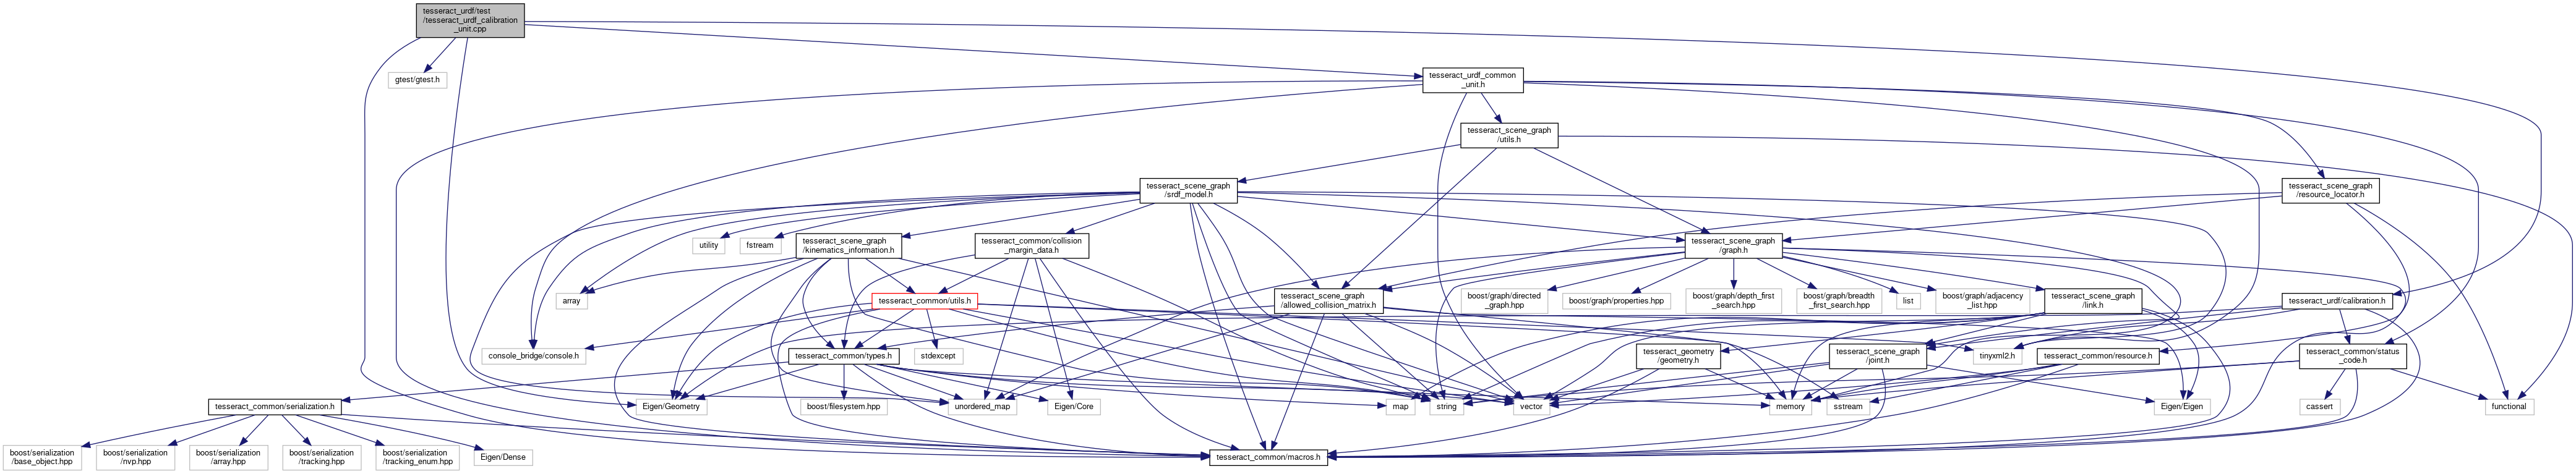 tesseract_urdf/test
/tesseract_urdf_calibration
_unit.cpp
gtest/gtest.h
tesseract_urdf_common
_unit.h
tesseract_scene_graph
/utils.h
tesseract_scene_graph
/srdf_model.h
tesseract_scene_graph
/resource_locator.h
utility
fstream
tesseract_scene_graph
/kinematics_information.h
tesseract_common/collision
_margin_data.h
tesseract_scene_graph
/graph.h
array
tesseract_common/utils.h
tesseract_scene_graph
/allowed_collision_matrix.h
boost/graph/directed
_graph.hpp
boost/graph/properties.hpp
boost/graph/depth_first
_search.hpp
boost/graph/breadth
_first_search.hpp
list
boost/graph/adjacency
_list.hpp
tesseract_scene_graph
/link.h
tesseract_urdf/calibration.h
console_bridge/console.h
tesseract_common/types.h
stdexcept
tesseract_geometry
/geometry.h
tesseract_scene_graph
/joint.h
tinyxml2.h
tesseract_common/resource.h
tesseract_common/status
_code.h
tesseract_common/serialization.h
Eigen/Geometry
boost/filesystem.hpp
unordered_map
Eigen/Core
map
string
vector
memory
sstream
Eigen/Eigen
cassert
functional
boost/serialization
/base_object.hpp
boost/serialization
/nvp.hpp
boost/serialization
/array.hpp
boost/serialization
/tracking.hpp
boost/serialization
/tracking_enum.hpp
Eigen/Dense
tesseract_common/macros.h